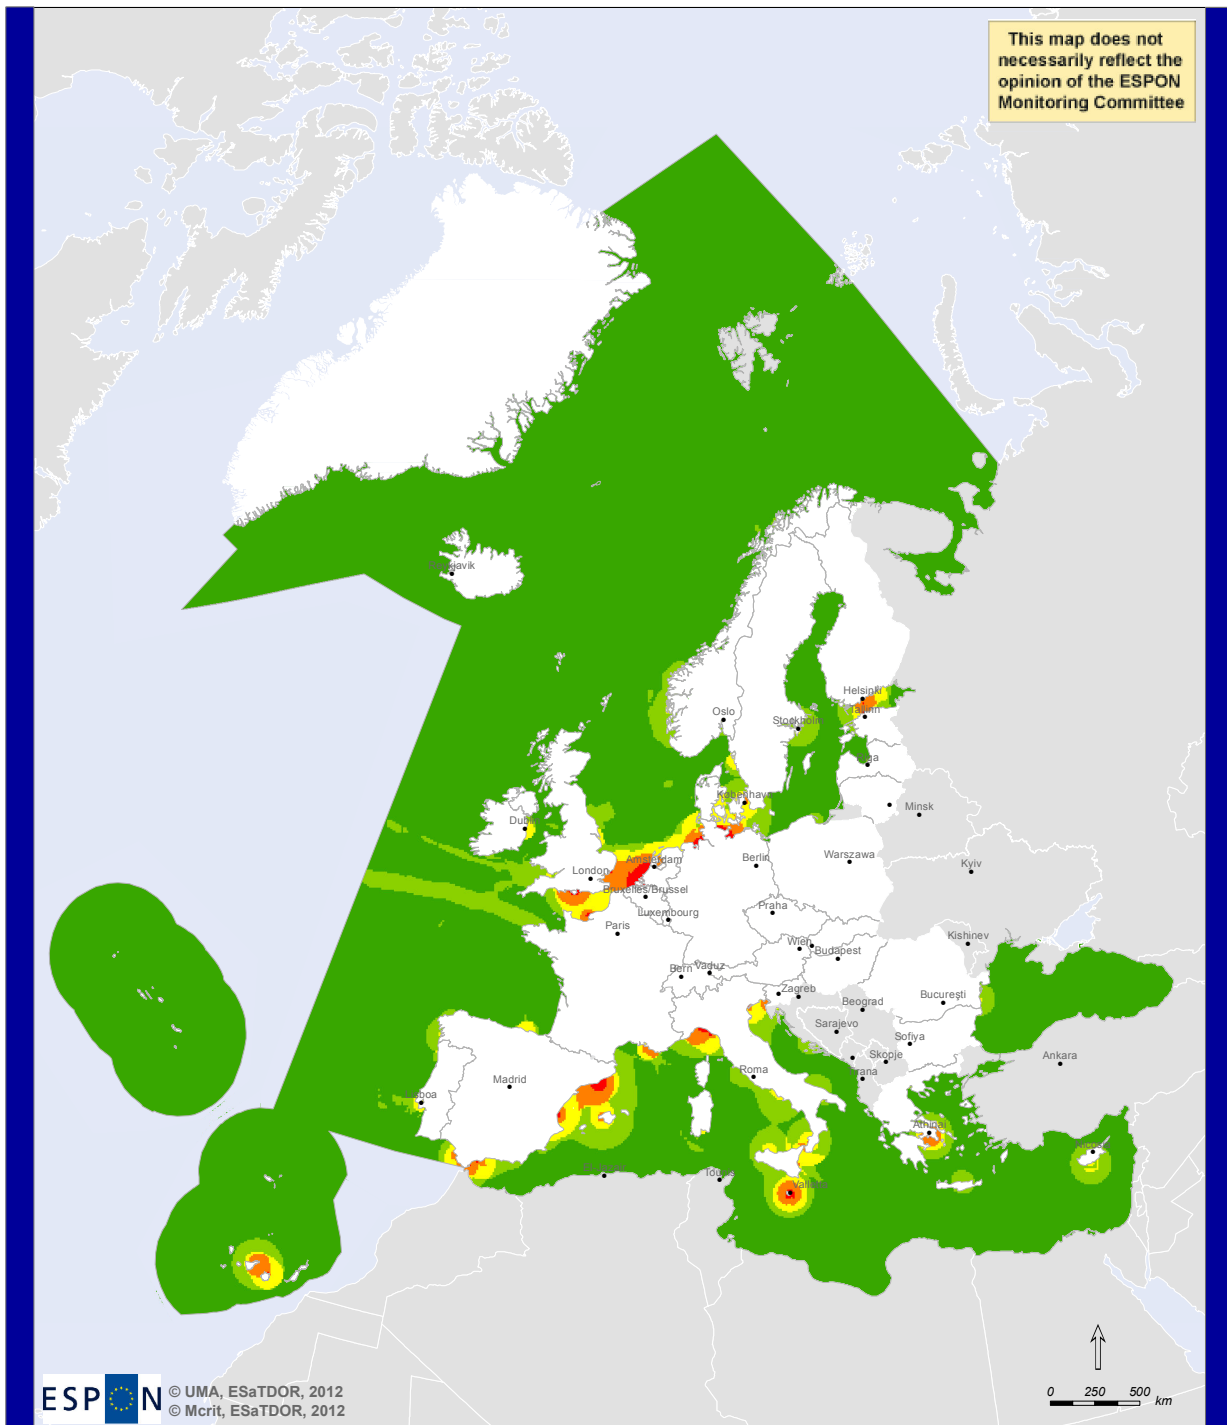 This map does not
necessarily reflect the
opinion of the ESPON
Monitoring Committee
Reykjavik
Helsinki
Tallinn
Oslo
Stockholm
Riga
København
Minsk
Dublin
Amsterdam
Berlin
Warszawa
London
Kyiv
Bruxelles/Brussel
Praha
Luxembourg
Paris
Kishinev
Wien
Budapest
Bern
Vaduz
Zagreb
Beograd
Bucureşti
Sarajevo
Sofiya
Skopje
Ankara
Roma
Madrid
Lisboa
Athinai
Valletta
0 250 500 km
ESPON
© UMA, ESaTDOR, 2012
© Mcrit, ESaTDOR, 2012